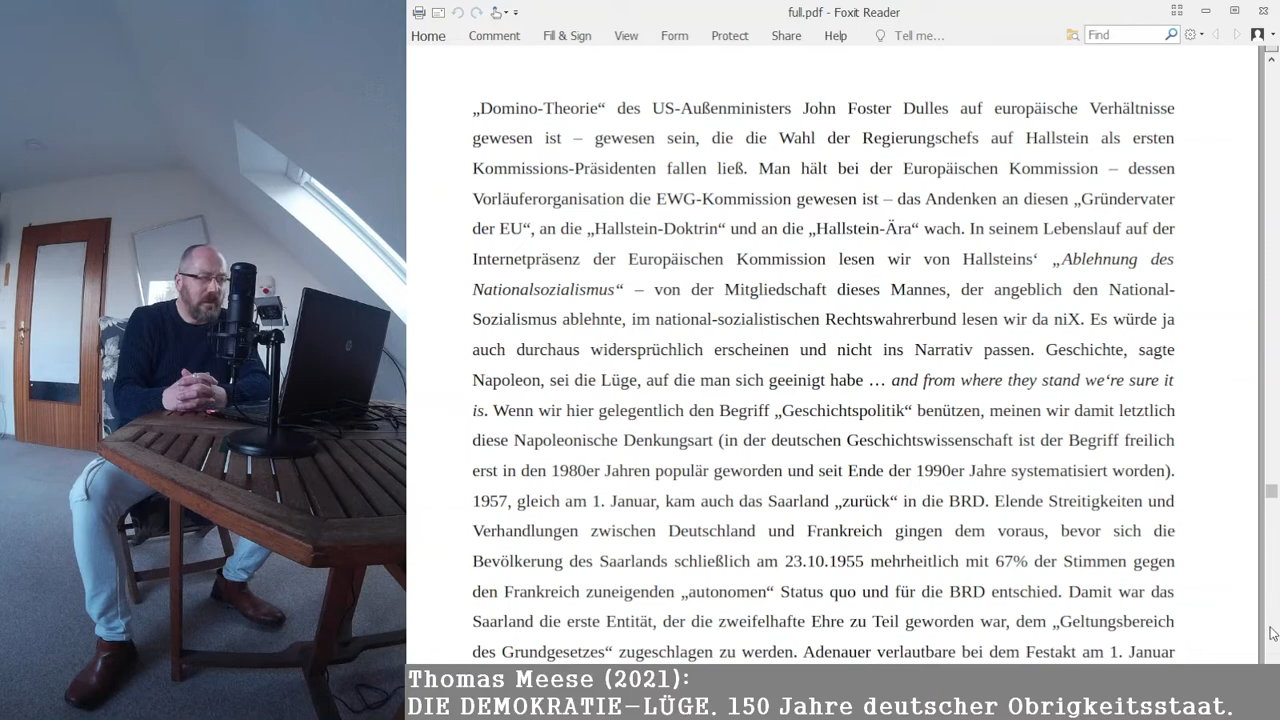 full.pdf - Foxit Reader
Home Comment Fill & Sign View Form Protect Share Help Tell me... Find
„Domino-Theorie“ des US-Außenministers John Foster Dulles auf europäische Verhältnisse
gewesen ist – gewesen sein, die die Wahl der Regierungschefs auf Hallstein als ersten
Kommissions-Präsidenten fallen ließ. Man hält bei der Europäischen Kommission – dessen
Vorläuferorganisation die EWG-Kommission gewesen ist – das Andenken an diesen „Gründervater
der EU“, an die „Hallstein-Doktrin“ und an die „Hallstein-Ära“ wach. In seinem Lebenslauf auf der
Internetpräsenz der Europäischen Kommission lesen wir von Hallsteins‘ „Ablehnung des
Nationalsozialismus“ – von der Mitgliedschaft dieses Mannes, der angeblich den National-
Sozialismus ablehnte, im national-sozialistischen Rechtswahrerbund lesen wir da niX. Es würde ja
auch durchaus widersprüchlich erscheinen und nicht ins Narrativ passen. Geschichte, sagte
Napoleon, sei die Lüge, auf die man sich geeinigt habe … and from where they stand we‘re sure it
is. Wenn wir hier gelegentlich den Begriff „Geschichtspolitik“ benützen, meinen wir damit letztlich
diese Napoleonische Denkungsart (in der deutschen Geschichtswissenschaft ist der Begriff freilich
erst in den 1980er Jahren populär geworden und seit Ende der 1990er Jahre systematisiert worden).
1957, gleich am 1. Januar, kam auch das Saarland „zurück“ in die BRD. Elende Streitigkeiten und
Verhandlungen zwischen Deutschland und Frankreich gingen dem voraus, bevor sich die
Bevölkerung des Saarlands schließlich am 23.10.1955 mehrheitlich mit 67% der Stimmen gegen
den Frankreich zuneigenden „autonomen“ Status quo und für die BRD entschied. Damit war das
Saarland die erste Entität, der die zweifelhafte Ehre zu Teil geworden war, dem „Geltungsbereich
des Grundgesetzes“ zugeschlagen zu werden. Adenauer verlautbare bei dem Festakt am 1. Januar
Thomas Meese (2021):
DIE DEMOKRATIE-LÜGE. 150 Jahre deutscher Obrigkeitsstaat.